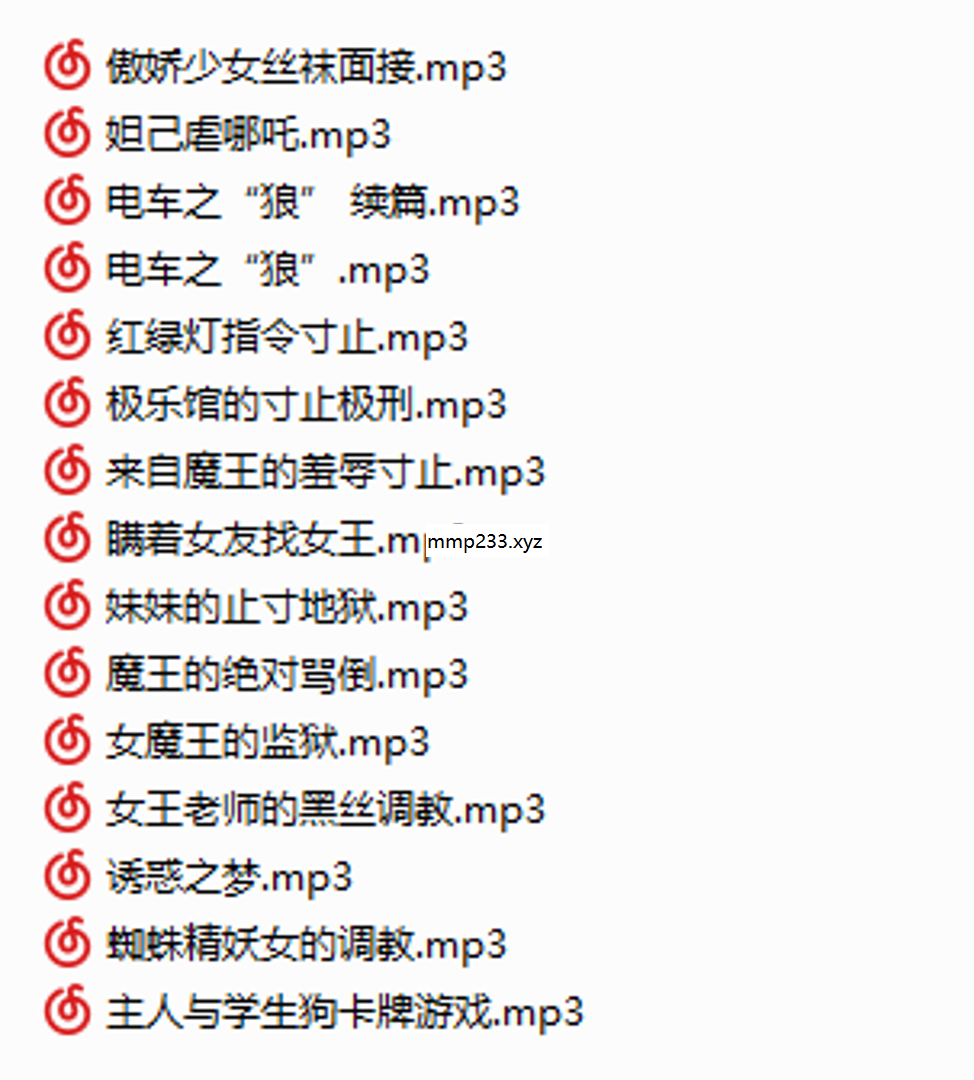 傲娇少女丝袜面接.mp3
妲己虐哪吒.mp3
电车之“狼” 续篇.mp3
电车之“狼”.mp3
红绿灯指令寸止.mp3
极乐馆的寸止极刑.mp3
来自魔王的羞辱寸止.mp3
瞒着女友找女王.m
mmp233.xyz
妹妹的止寸地狱.mp3
魔王的绝对骂倒.mp3
女魔王的监狱.mp3
女王老师的黑丝调教.mp3
诱惑之梦.mp3
蜘蛛精妖女的调教.mp3
主人与学生狗卡牌游戏.mp3